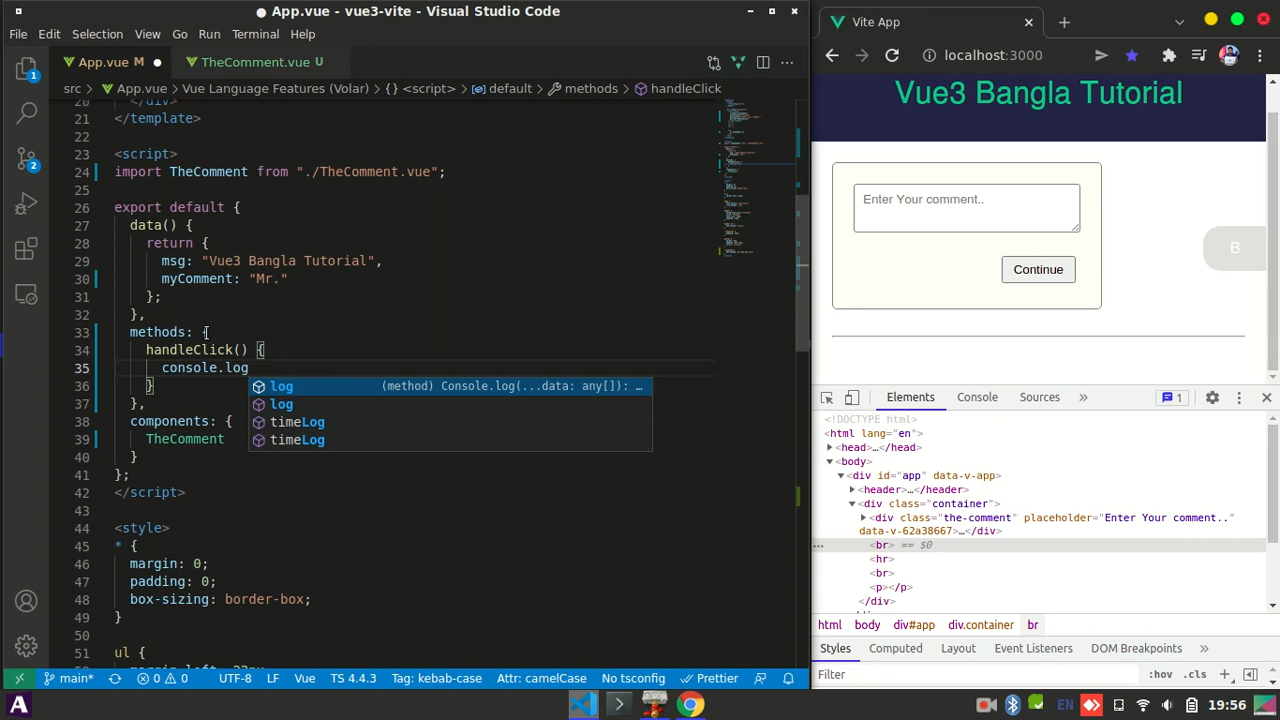 App.vue - vue3-vite - Visual Studio Code
File Edit Selection View Go Run Terminal Help
App.vue M TheComment.vue U
src App.vue Vue Language Features (Volar) {} <script> default methods handleClick
20 </div>
21 </template>
22
23 <script>
24 import TheComment from "./TheComment.vue";
25
26 export default {
27 data() {
28 return {
29 msg: "Vue3 Bangla Tutorial",
30 myComment: "Mr."
31 };
32 },
33 methods: {
34 handleClick() {
35 console.log
36 }
37 },
38 components: {
39 TheComment
40 }
41 };
42 </script>
43
44 <style>
45 * {
46 margin: 0;
47 padding: 0;
48 box-sizing: border-box;
49 }
50
51 ul {
log (method) Console.log(...data: any[]): …
log
timeLog
timeLog
1
2
main* 0 0 UTF-8 LF Vue TS 4.4.3 Tag: kebab-case Attr: camelCase No tsconfig Prettier
Vite App
localhost:3000
Vue3 Bangla Tutorial
Enter Your comment..
B
Continue
Elements Console Sources 1
<!DOCTYPE html>
<html lang="en">
<head>…</head>
<body>
<div id="app" data-v-app>
<header>…</header>
<div class="container">
<div class="the-comment" placeholder="Enter Your comment.."
data-v-62a38667>…</div>
<br> == $0
<hr>
<br>
<p></p>
</div>
html body div#app div.container br
Styles Computed Layout Event Listeners DOM Breakpoints
Filter :hov .cls
A EN 19:56